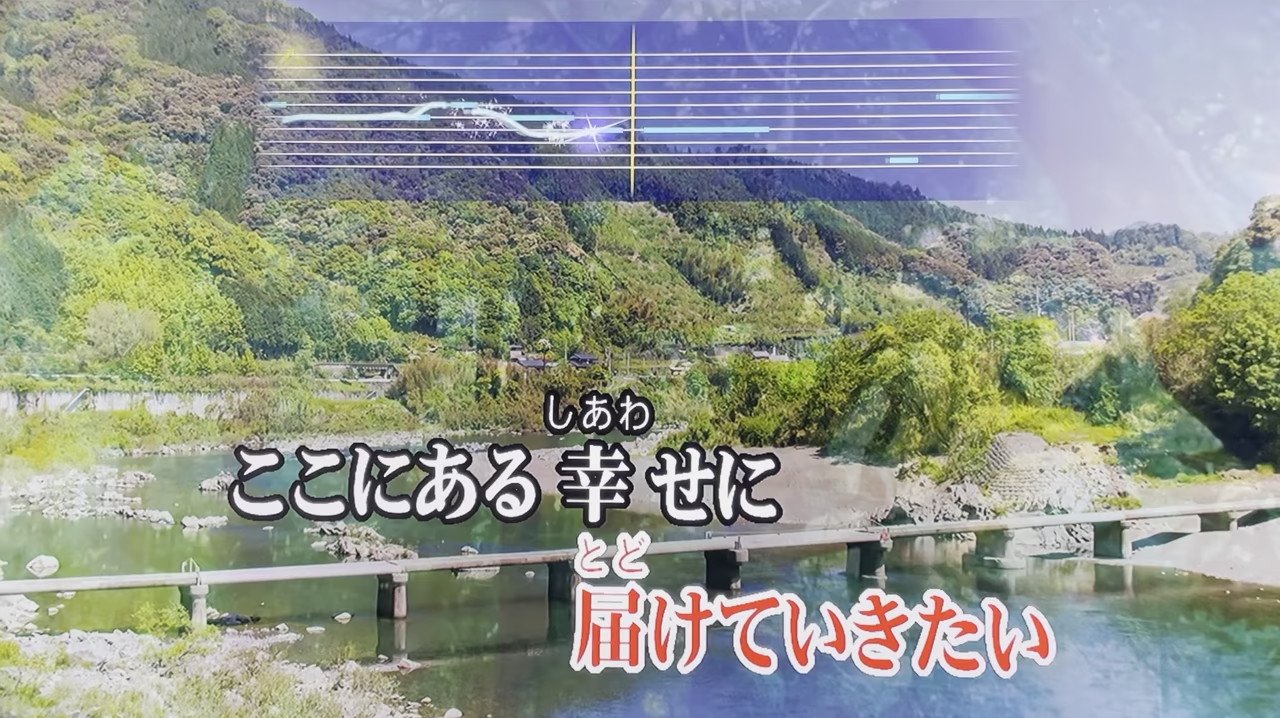 しあわ
ここにある幸せに
とど
届けていきたい